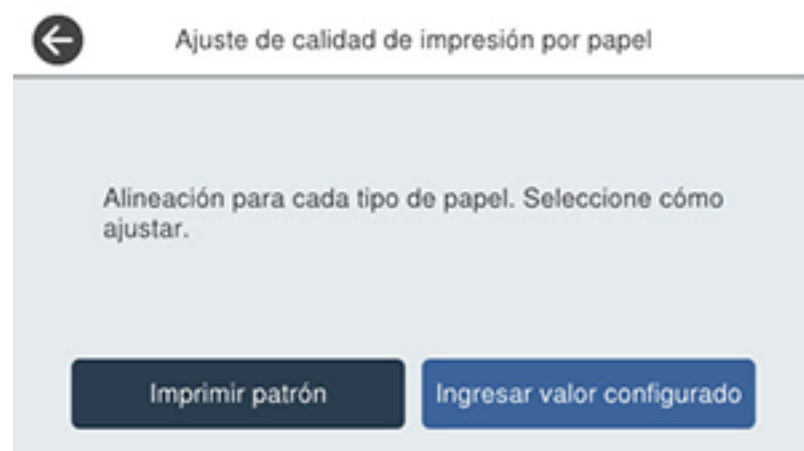 Ajuste de calidad de impresión por papel
Alineación para cada tipo de papel. Seleccione cómo
ajustar.
Imprimir patrón
Ingresar valor configurado